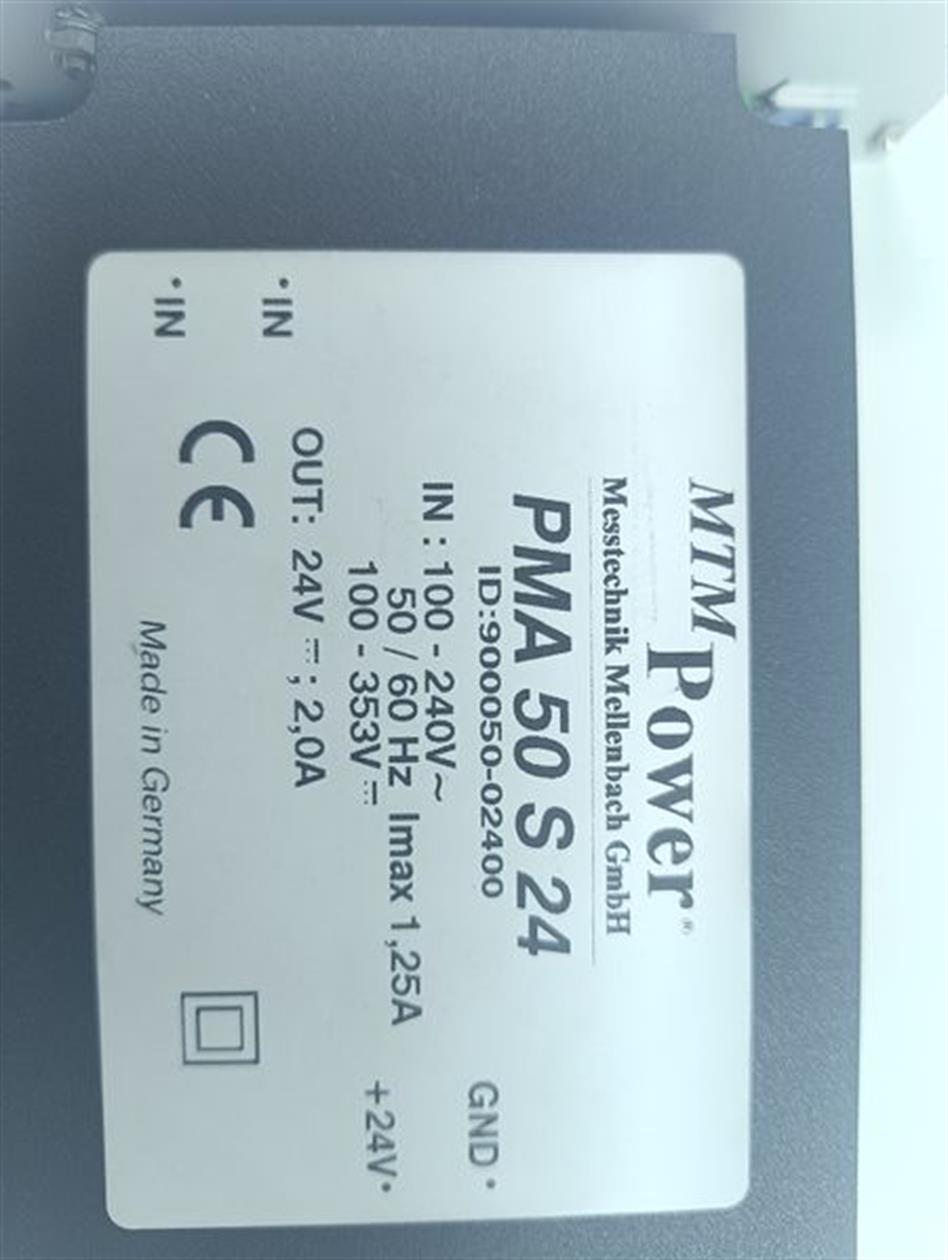 MTM Power®
Messtechnik Mellenbach GmbH
PMA 50 S 24
ID:900050-02400
GND •
IN : 100 - 240V~
50 / 60 Hz Imax 1,25A
100 - 353V⎓
+24V •
• IN
OUT: 24V⎓; 2,0A
• IN
CE
Made in Germany